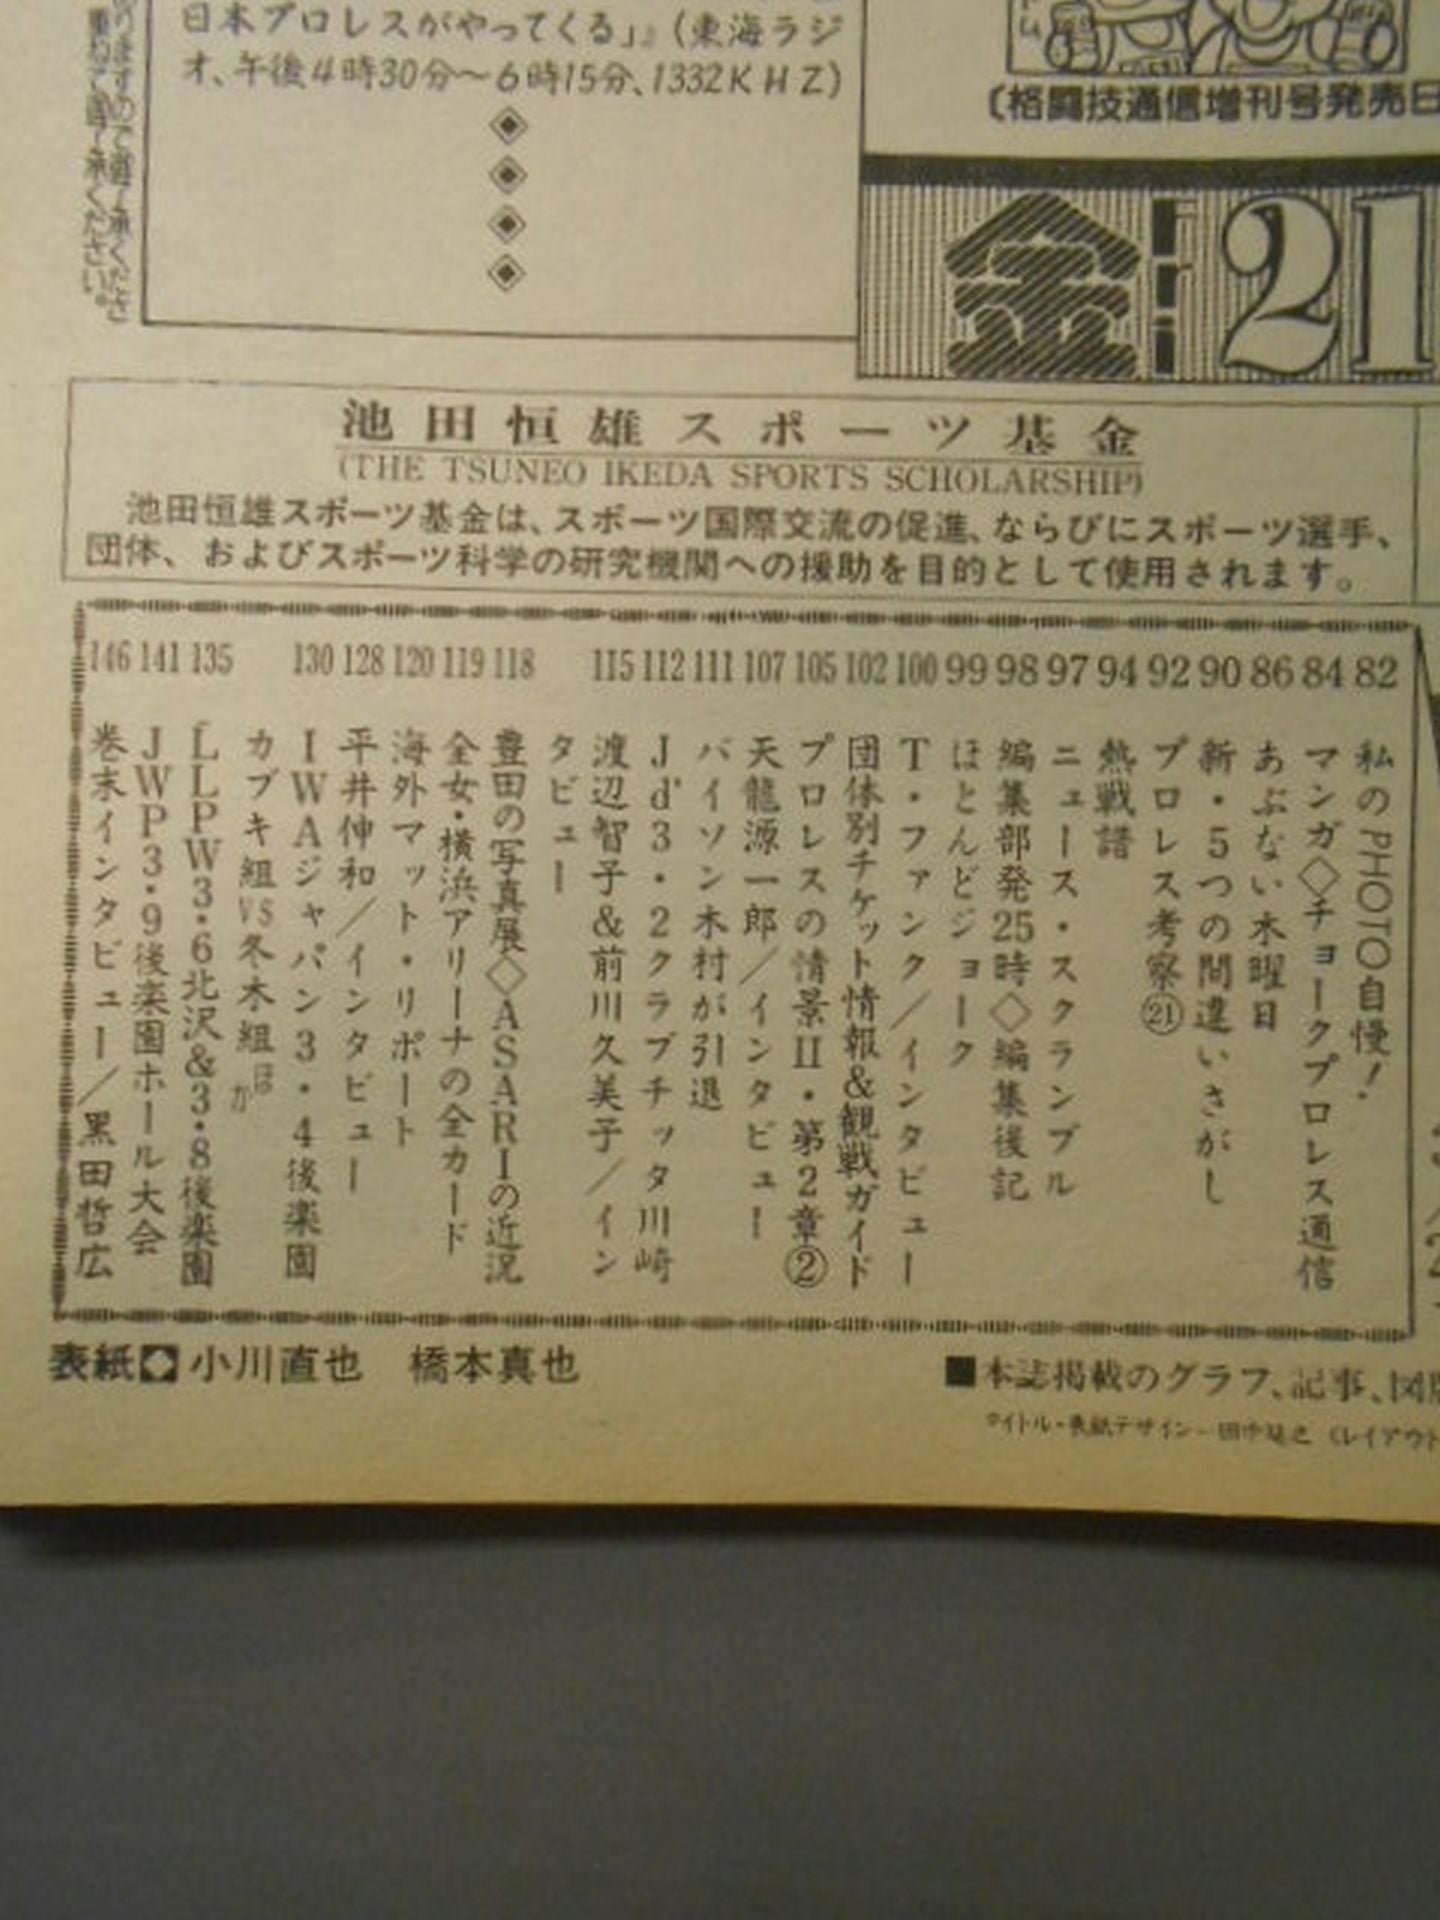 日本プロレスがやってくる」』(東海ラジ
オ、午後4時30分〜6時15分、1332KHZ)
〔格闘技通信増刊号発売日
金 Fri 21
池田恒雄スポーツ基金
(THE TSUNEO IKEDA SPORTS SCHOLARSHIP)
池田恒雄スポーツ基金は、スポーツ国際交流の促進、ならびにスポーツ選手、
団体、およびスポーツ科学の研究機関への援助を目的として使用されます。
82 私のPHOTO自慢!
84 マンガ◇チョークプロレス通信
86 あぶない木曜日
90 新・5つの間違いさがし
92 プロレス考察㉑
94 熱戦譜
97 ニュース・スクランブル
98 編集部発25時◇編集後記
99 ほとんどジョーク
100 T・ファンク/インタビュー
102 団体別チケット情報&観戦ガイド
105 プロレスの情景II・第2章②
107 天龍源一郎/インタビュー
111 バイソン木村が引退
112 Jd'3・2クラブチッタ川崎
115 渡辺智子&前川久美子/イン
タビュー
118 豊田の写真展◇ASARIの近況
119 全女・横浜アリーナの全カード
120 海外マット・リポート
128 平井伸和/インタビュー
130 IWAジャパン3・4後楽園
カブキ組VS冬木組ほか
135 LLPW3・6北沢&3・8後楽園
141 JWP3・9後楽園ホール大会
146 巻末インタビュー/黒田哲広
表紙◆小川直也 橋本真也
■本誌掲載のグラフ、記事、図版